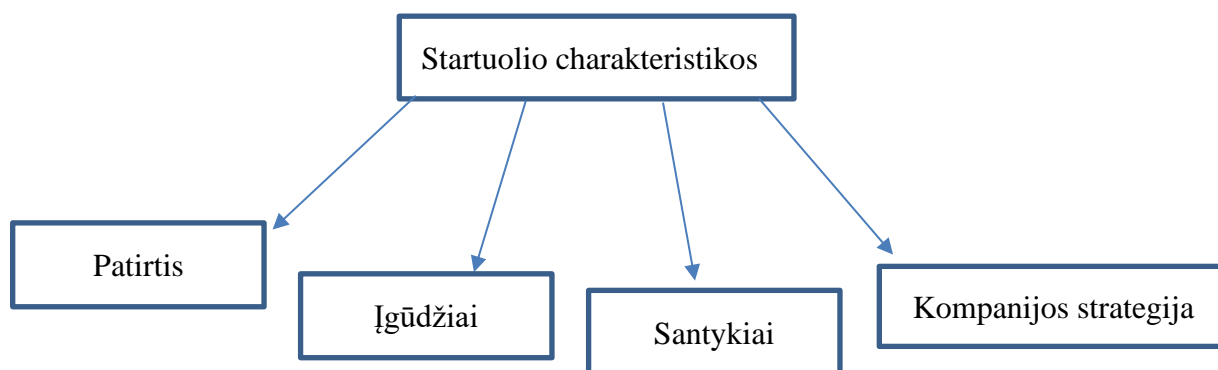 Startuolio charakteristikos
Patirtis
Įgūdžiai
Santykiai
Kompanijos strategija